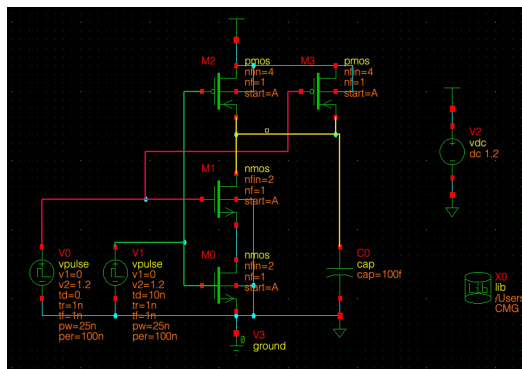 M2
pmos
nfin=4
nf=1
start=A
M3
pmos
nfin=4
nf=1
start=A
V2
vdc
dc 1.2
M1
nmos
nfin=2
nf=1
start=A
V0
vpulse
v1=0
v2=1.2
td=0
tr=1n
tf=1n
pw=25n
per=100n
V1
vpulse
v1=0
v2=1.2
td=10n
tr=1n
tf=1n
pw=25n
per=100n
M0
nmos
nfin=2
nf=1
start=A
C0
cap
cap=100f
X0
lib
/Users
CMG
Lib
V3
ground
0